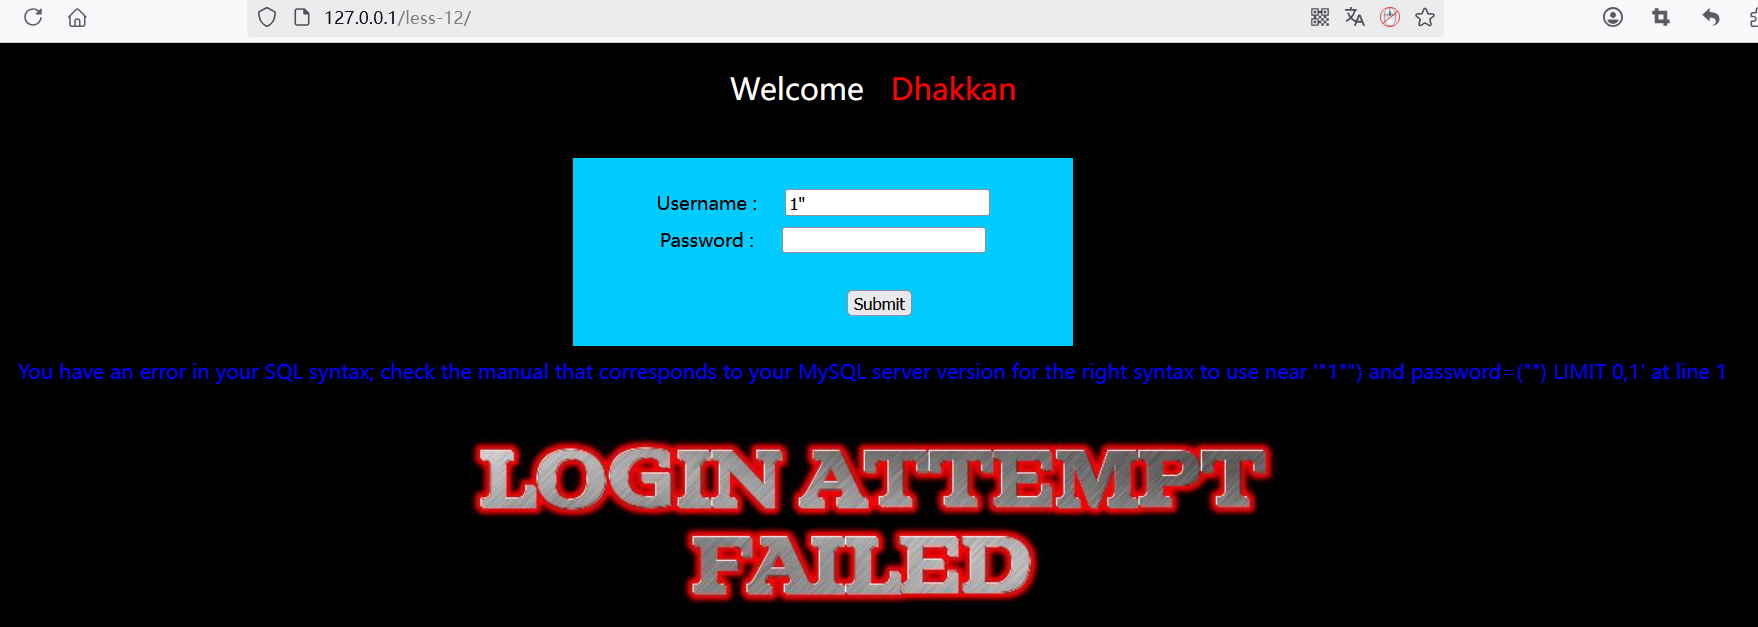 127.0.0.1/less-12/
Welcome Dhakkan
Username : 1"
Password :
Submit
You have an error in your SQL syntax; check the manual that corresponds to your MySQL server version for the right syntax to use near '"1"") and password=("") LIMIT 0,1' at line 1
LOGIN ATTEMPT
FAILED